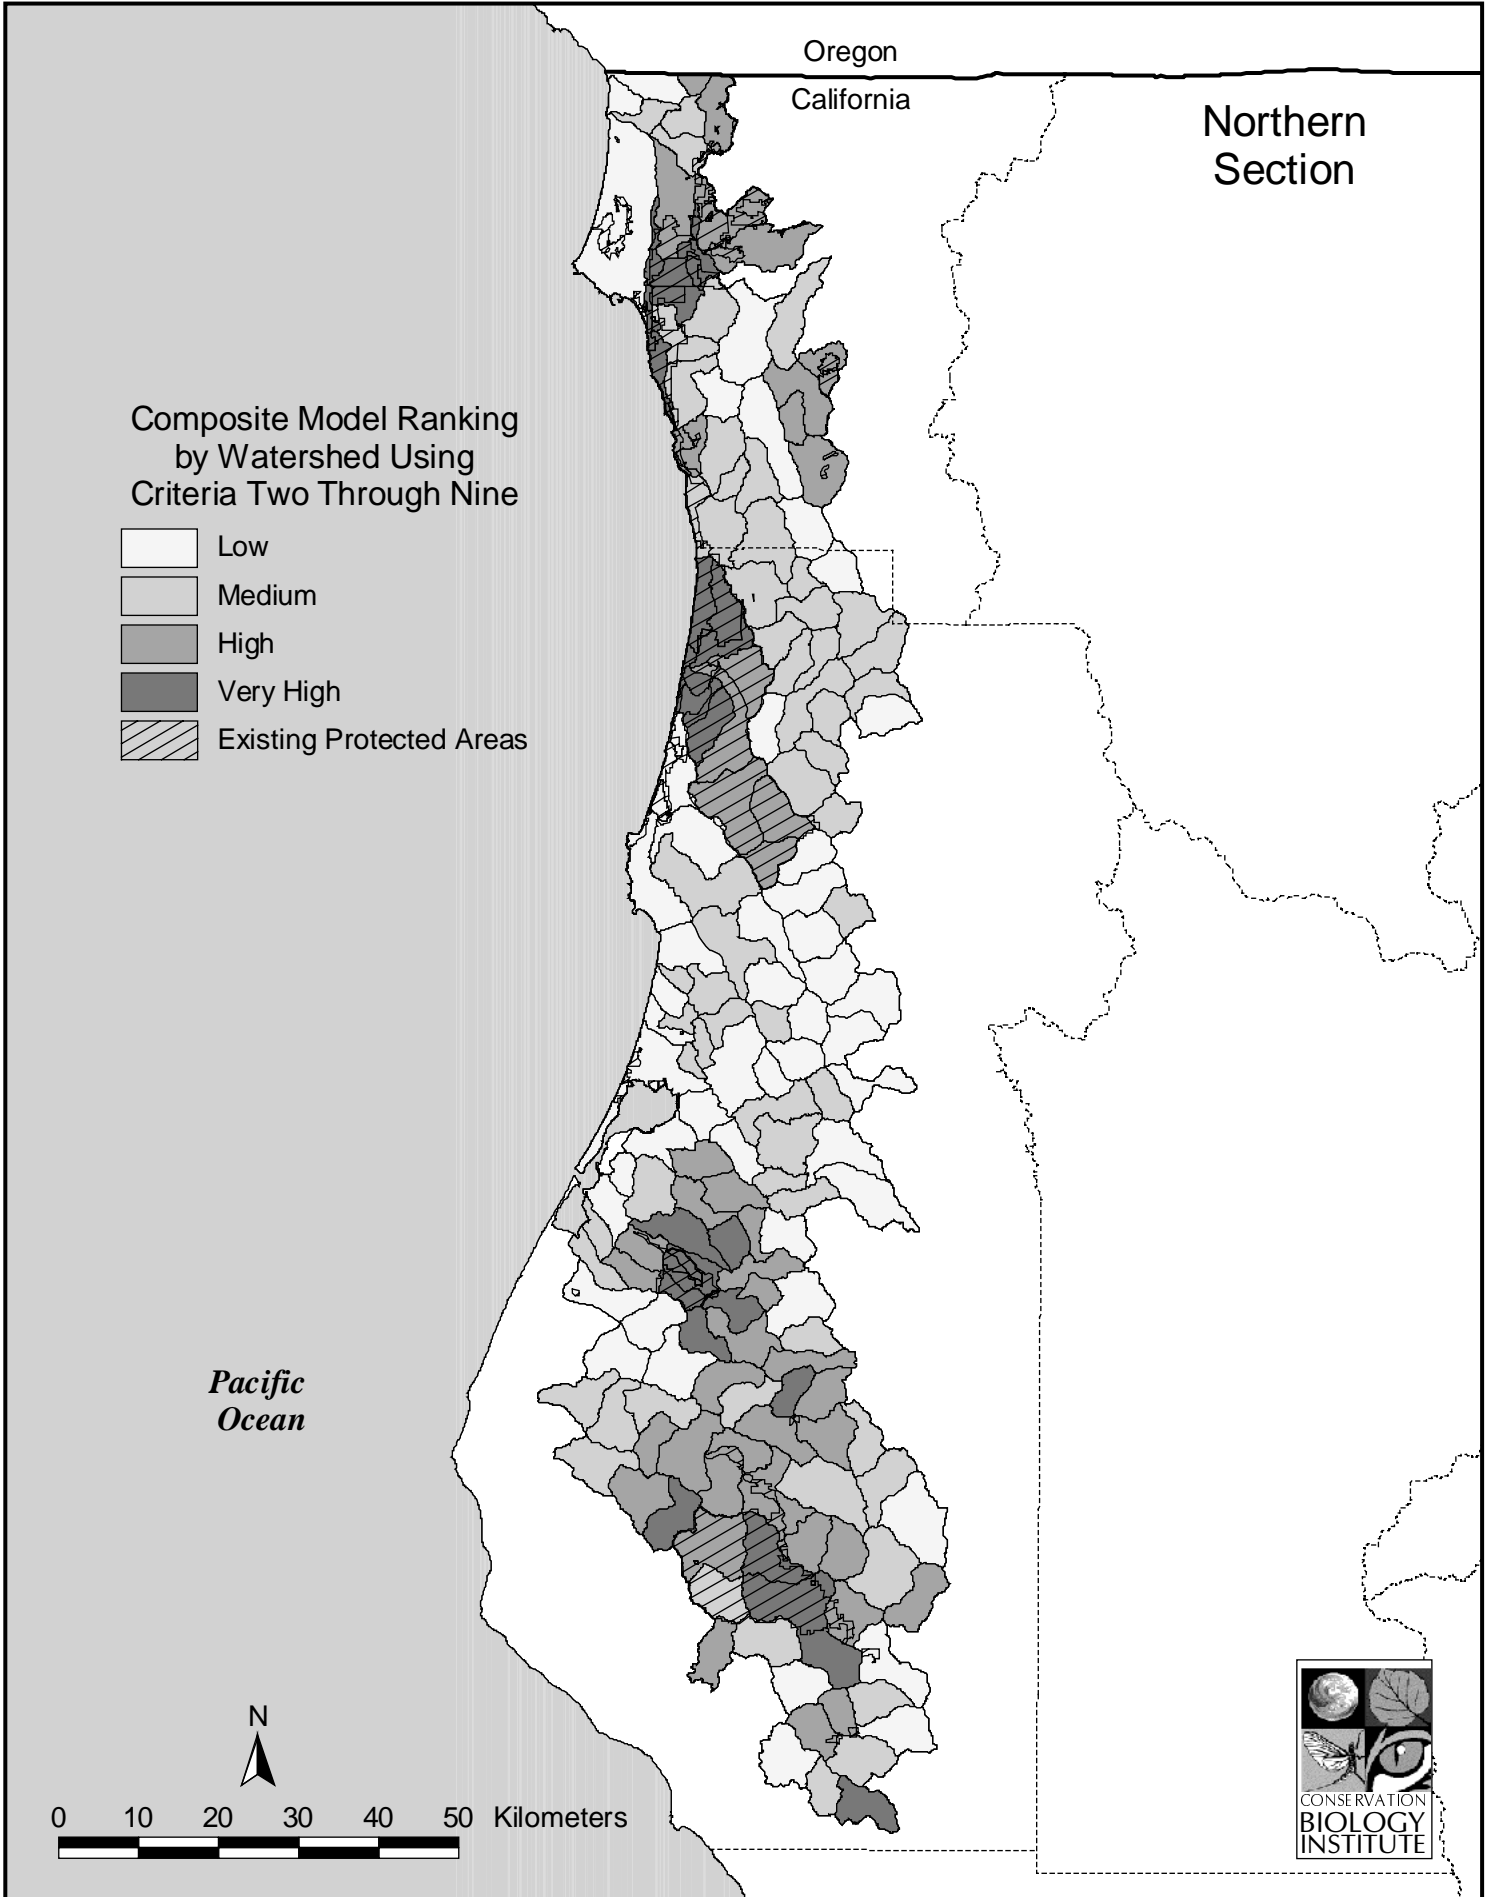 Oregon
California
Northern
Section
Composite Model Ranking
by Watershed Using
Criteria Two Through Nine
Low
Medium
High
Very High
Existing Protected Areas
Pacific
Ocean
N
0 10 20 30 40 50 Kilometers
CONSERVATION
BIOLOGY
INSTITUTE